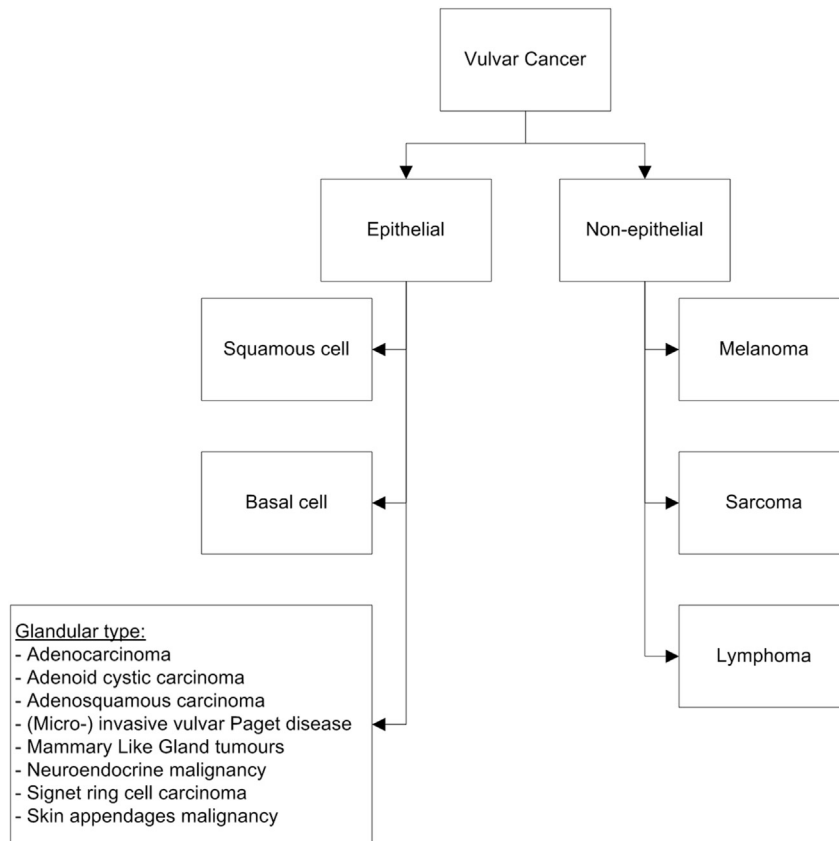 Vulvar Cancer
Epithelial
Non-epithelial
Squamous cell
Melanoma
Basal cell
Sarcoma
Glandular type:
- Adenocarcinoma
- Adenoid cystic carcinoma
- Adenosquamous carcinoma
- (Micro-) invasive vulvar Paget disease
- Mammary Like Gland tumours
- Neuroendocrine malignancy
- Signet ring cell carcinoma
- Skin appendages malignancy
Lymphoma